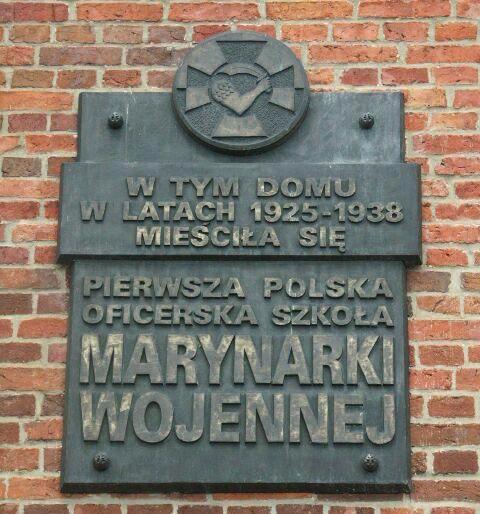 W TYM DOMU
W LATACH 1925-1938
MIEŚCIŁA SIĘ
PIERWSZA POLSKA
OFICERSKA SZKOŁA
MARYNARKI
WOJENNEJ